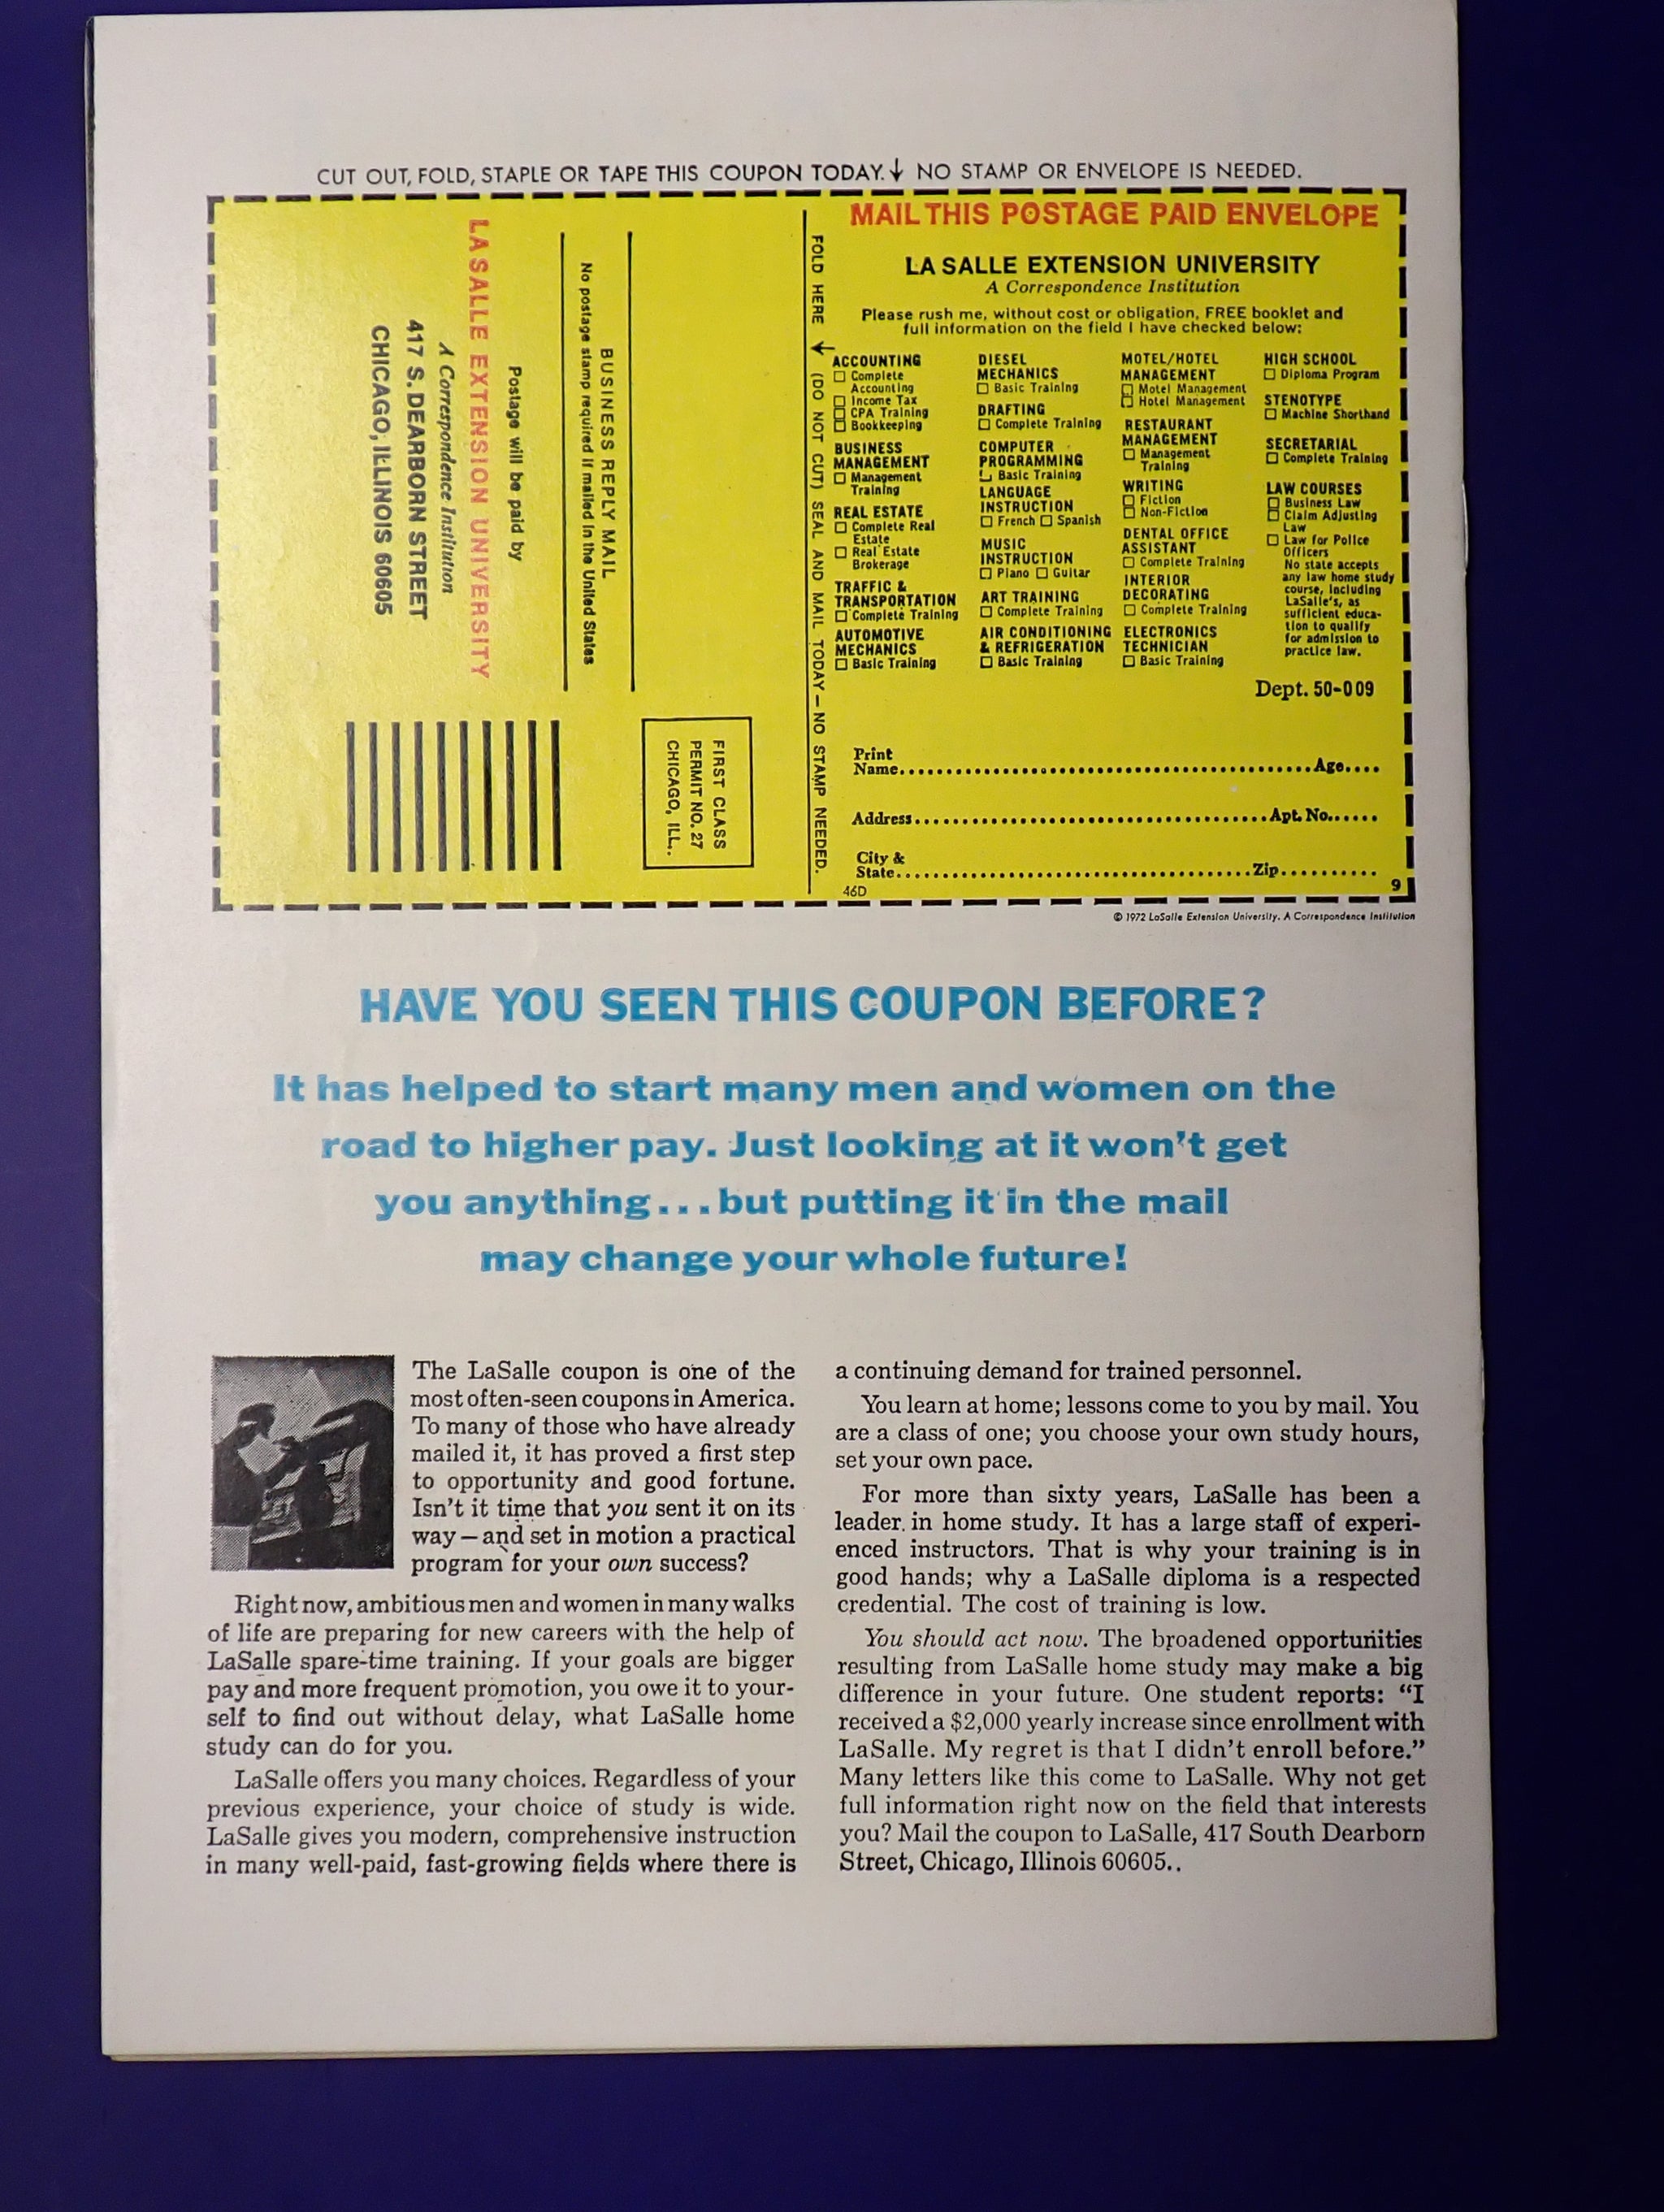 CUT OUT, FOLD, STAPLE OR TAPE THIS COUPON TODAY. ↓ NO STAMP OR ENVELOPE IS NEEDED.
LA SALLE EXTENSION UNIVERSITY
A Correspondence Institution
417 S. DEARBORN STREET
CHICAGO, ILLINOIS 60605
Postage will be paid by
BUSINESS REPLY MAIL
No postage stamp required if mailed in the United States
FIRST CLASS
PERMIT NO. 27
CHICAGO, ILL.
FOLD HERE ↓ (DO NOT CUT) SEAL AND MAIL TODAY — NO STAMP NEEDED.
MAIL THIS POSTAGE PAID ENVELOPE
LA SALLE EXTENSION UNIVERSITY
A Correspondence Institution
Please rush me, without cost or obligation, FREE booklet and
full information on the field I have checked below:
ACCOUNTING
☐ Complete
Accounting
☐ Income Tax
☐ CPA Training
☐ Bookkeeping
BUSINESS
MANAGEMENT
☐ Management
Training
REAL ESTATE
☐ Complete Real
Estate
☐ Real Estate
Brokerage
TRAFFIC &
TRANSPORTATION
☐ Complete Training
AUTOMOTIVE
MECHANICS
☐ Basic Training
DIESEL
MECHANICS
☐ Basic Training
DRAFTING
☐ Complete Training
COMPUTER
PROGRAMMING
☐ Basic Training
LANGUAGE
INSTRUCTION
☐ French ☐ Spanish
MUSIC
INSTRUCTION
☐ Piano ☐ Guitar
ART TRAINING
☐ Complete Training
AIR CONDITIONING
& REFRIGERATION
☐ Basic Training
MOTEL/HOTEL
MANAGEMENT
☐ Motel Management
☐ Hotel Management
RESTAURANT
MANAGEMENT
☐ Management
Training
WRITING
☐ Fiction
☐ Non-Fiction
DENTAL OFFICE
ASSISTANT
☐ Complete Training
INTERIOR
DECORATING
☐ Complete Training
ELECTRONICS
TECHNICIAN
☐ Basic Training
HIGH SCHOOL
☐ Diploma Program
STENOTYPE
☐ Machine Shorthand
SECRETARIAL
☐ Complete Training
LAW COURSES
☐ Business Law
☐ Claim Adjusting
Law
☐ Law for Police
Officers
No state accepts
any law home study
course, including
LaSalle's, as
sufficient educa-
tion to qualify
for admission to
practice law.
Dept. 50-009
Print
Name.......... Age....
Address.......... Apt. No......
City &
State.......... Zip..........
46D 9
© 1972 LaSalle Extension University. A Correspondence Institution
HAVE YOU SEEN THIS COUPON BEFORE?
It has helped to start many men and women on the
road to higher pay. Just looking at it won't get
you anything...but putting it in the mail
may change your whole future!
The LaSalle coupon is one of the
most often-seen coupons in America.
To many of those who have already
mailed it, it has proved a first step
to opportunity and good fortune.
Isn't it time that you sent it on its
way—and set in motion a practical
program for your own success?
Right now, ambitious men and women in many walks
of life are preparing for new careers with the help of
LaSalle spare-time training. If your goals are bigger
pay and more frequent promotion, you owe it to your-
self to find out without delay, what LaSalle home
study can do for you.
LaSalle offers you many choices. Regardless of your
previous experience, your choice of study is wide.
LaSalle gives you modern, comprehensive instruction
in many well-paid, fast-growing fields where there is
a continuing demand for trained personnel.
You learn at home; lessons come to you by mail. You
are a class of one; you choose your own study hours,
set your own pace.
For more than sixty years, LaSalle has been a
leader in home study. It has a large staff of experi-
enced instructors. That is why your training is in
good hands; why a LaSalle diploma is a respected
credential. The cost of training is low.
You should act now. The broadened opportunities
resulting from LaSalle home study may make a big
difference in your future. One student reports: "I
received a $2,000 yearly increase since enrollment with
LaSalle. My regret is that I didn't enroll before."
Many letters like this come to LaSalle. Why not get
full information right now on the field that interests
you? Mail the coupon to LaSalle, 417 South Dearborn
Street, Chicago, Illinois 60605..